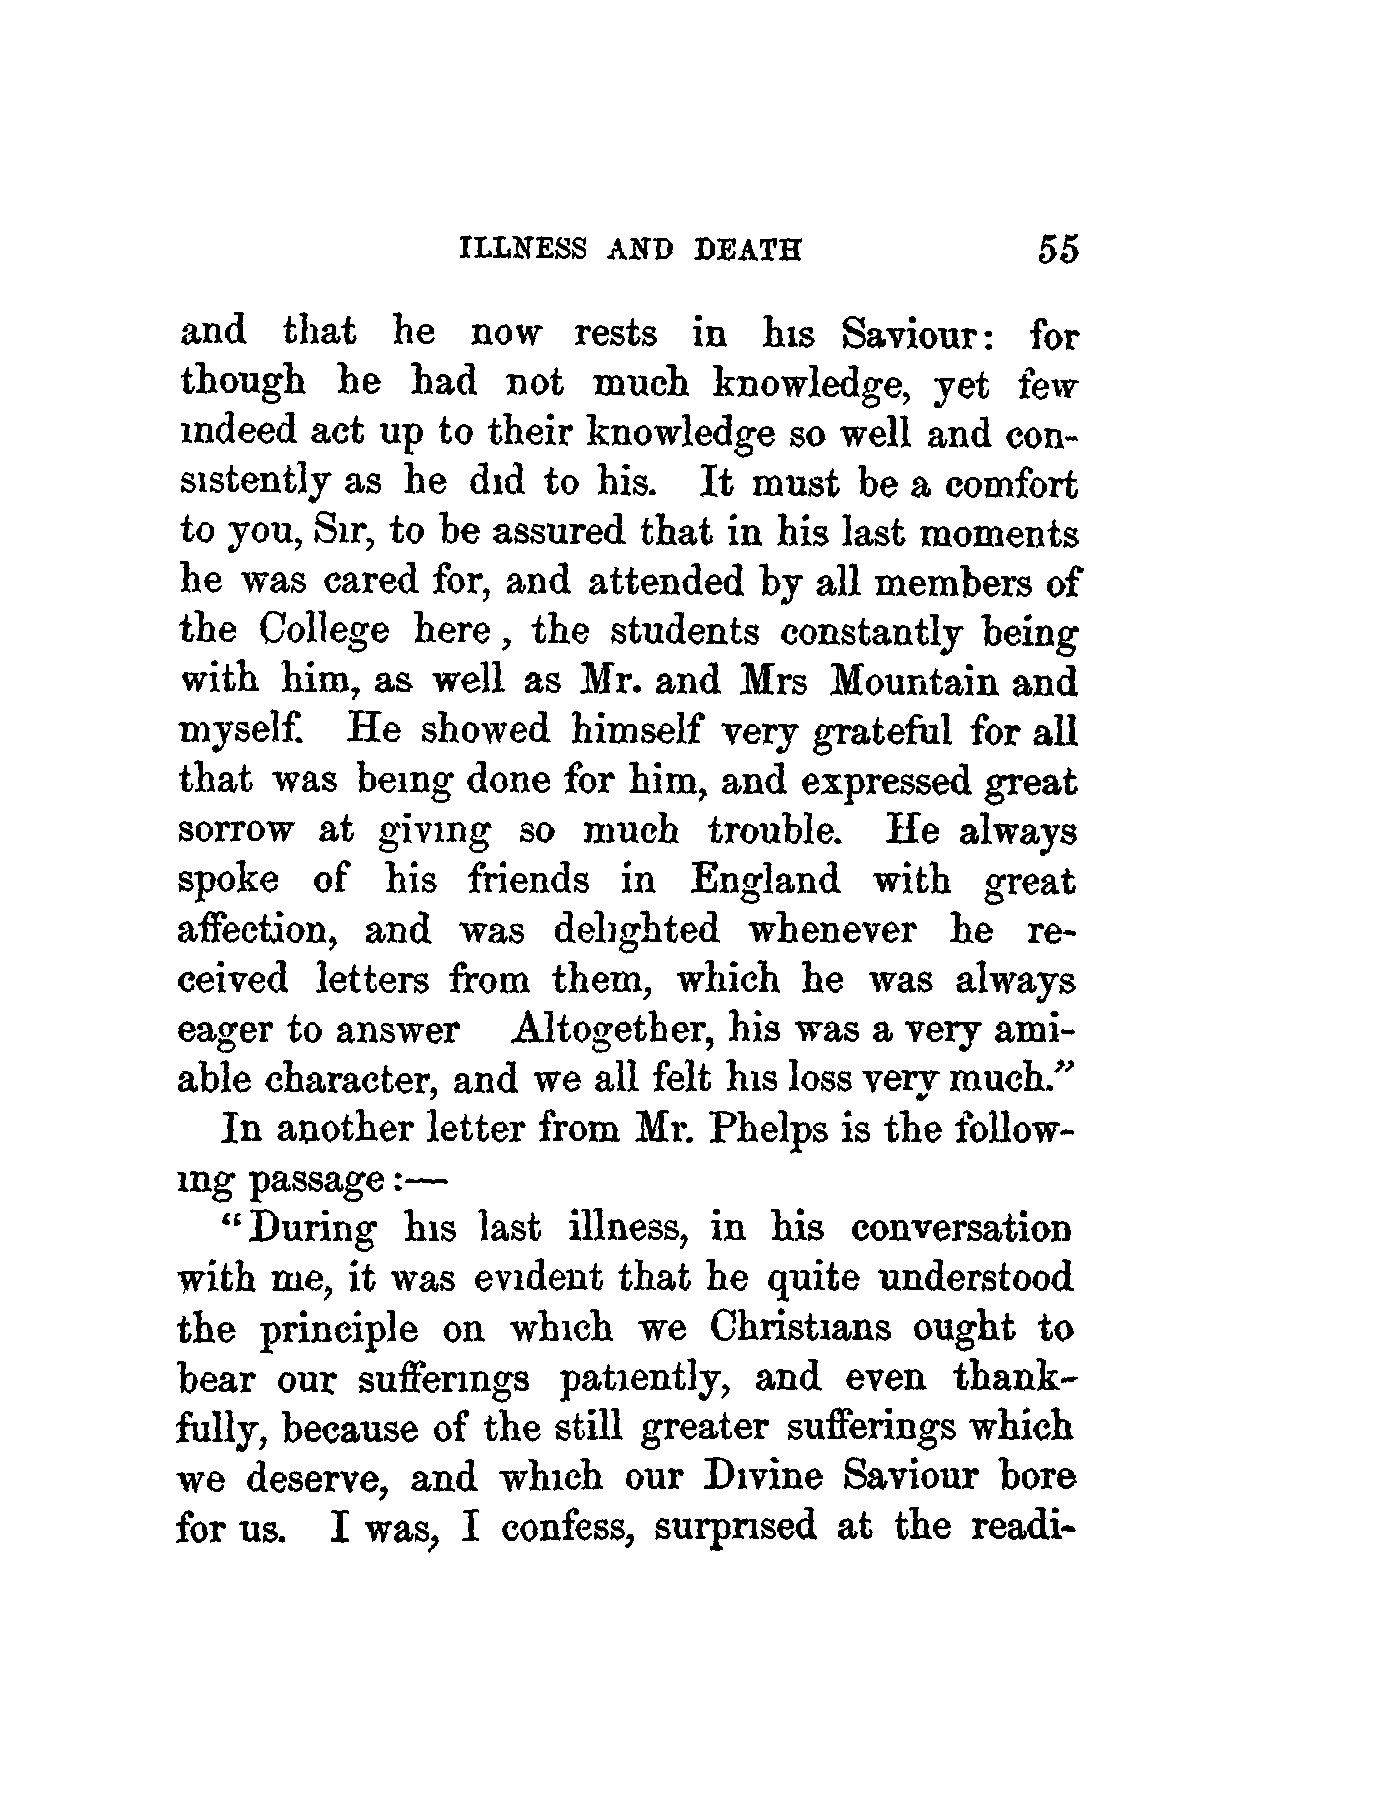 ILLNESS AND DEATH 55
and that he now rests in his Saviour: for
though he had not much knowledge, yet few
indeed act up to their knowledge so well and con-
sistently as he did to his. It must be a comfort
to you, Sir, to be assured that in his last moments
he was cared for, and attended by all members of
the College here, the students constantly being
with him, as well as Mr. and Mrs Mountain and
myself. He showed himself very grateful for all
that was being done for him, and expressed great
sorrow at giving so much trouble. He always
spoke of his friends in England with great
affection, and was delighted whenever he re-
ceived letters from them, which he was always
eager to answer Altogether, his was a very ami-
able character, and we all felt his loss very much.”
In another letter from Mr. Phelps is the follow-
ing passage:—
“During his last illness, in his conversation
with me, it was evident that he quite understood
the principle on which we Christians ought to
bear our sufferings patiently, and even thank-
fully, because of the still greater sufferings which
we deserve, and which our Divine Saviour bore
for us. I was, I confess, surprised at the readi-